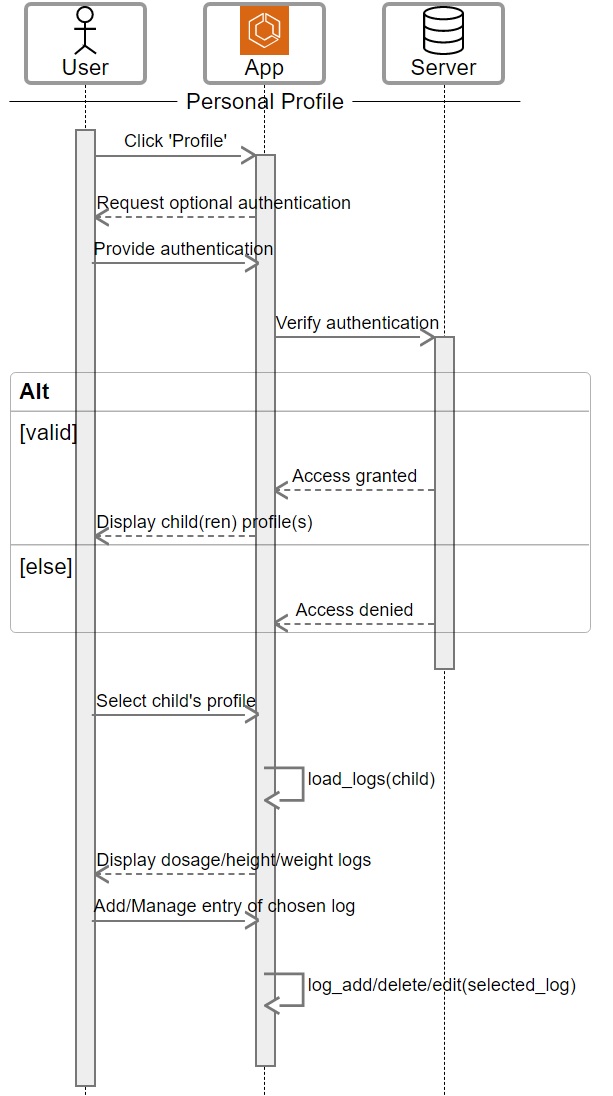 User
App
Server
Personal Profile
Click 'Profile'
Request optional authentication
Provide authentication
Verify authentication
Alt
[valid]
Access granted
Display child(ren) profile(s)
[else]
Access denied
Select child's profile
load_logs(child)
Display dosage/height/weight logs
Add/Manage entry of chosen log
log_add/delete/edit(selected_log)